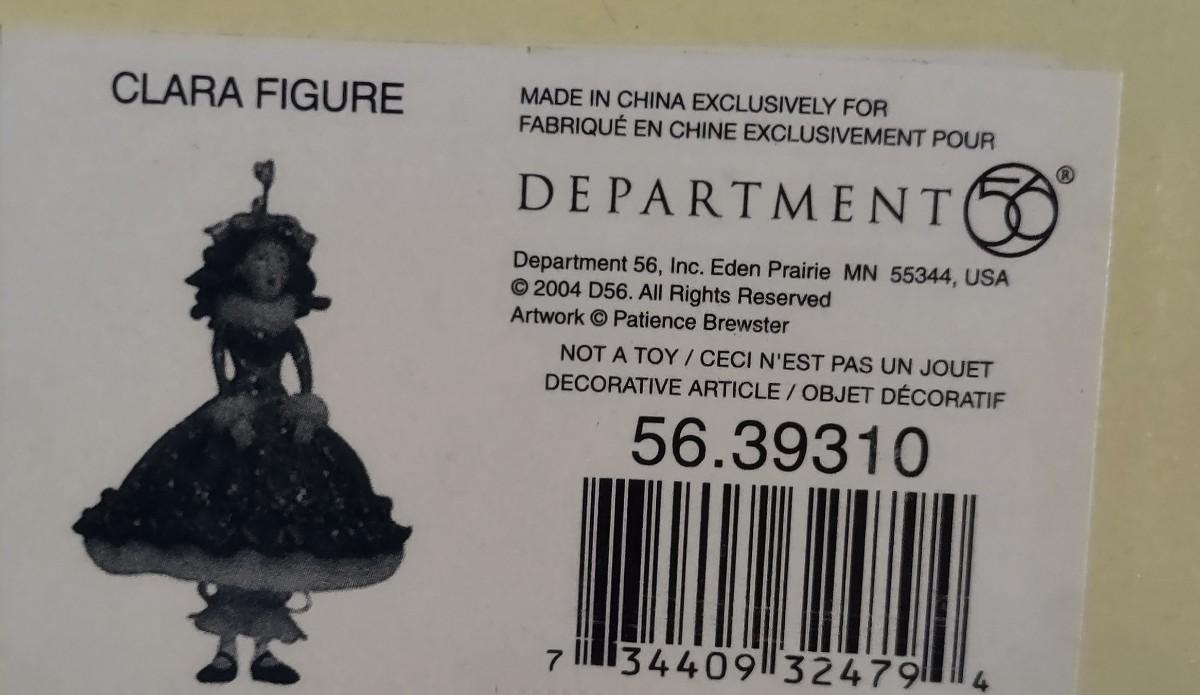 CLARA FIGURE
MADE IN CHINA EXCLUSIVELY FOR
FABRIQUÉ EN CHINE EXCLUSIVEMENT POUR
DEPARTMENT 56®
Department 56, Inc. Eden Prairie MN 55344, USA
© 2004 D56. All Rights Reserved
Artwork © Patience Brewster
NOT A TOY / CECI N'EST PAS UN JOUET
DECORATIVE ARTICLE / OBJET DÉCORATIF
56.39310
7 34409 32479 4